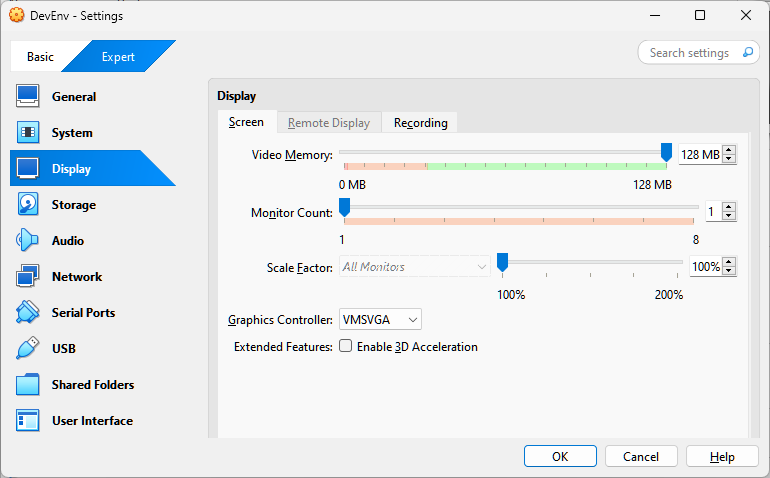 DevEnv - Settings
Basic
Expert
Search settings
General
System
Display
Storage
Audio
Network
Serial Ports
USB
Shared Folders
User Interface
Display
Screen
Remote Display
Recording
Video Memory:
128 MB
0 MB
128 MB
Monitor Count:
1
1
8
Scale Factor:
All Monitors
100%
100%
200%
Graphics Controller:
VMSVGA
Extended Features:
Enable 3D Acceleration
OK
Cancel
Help